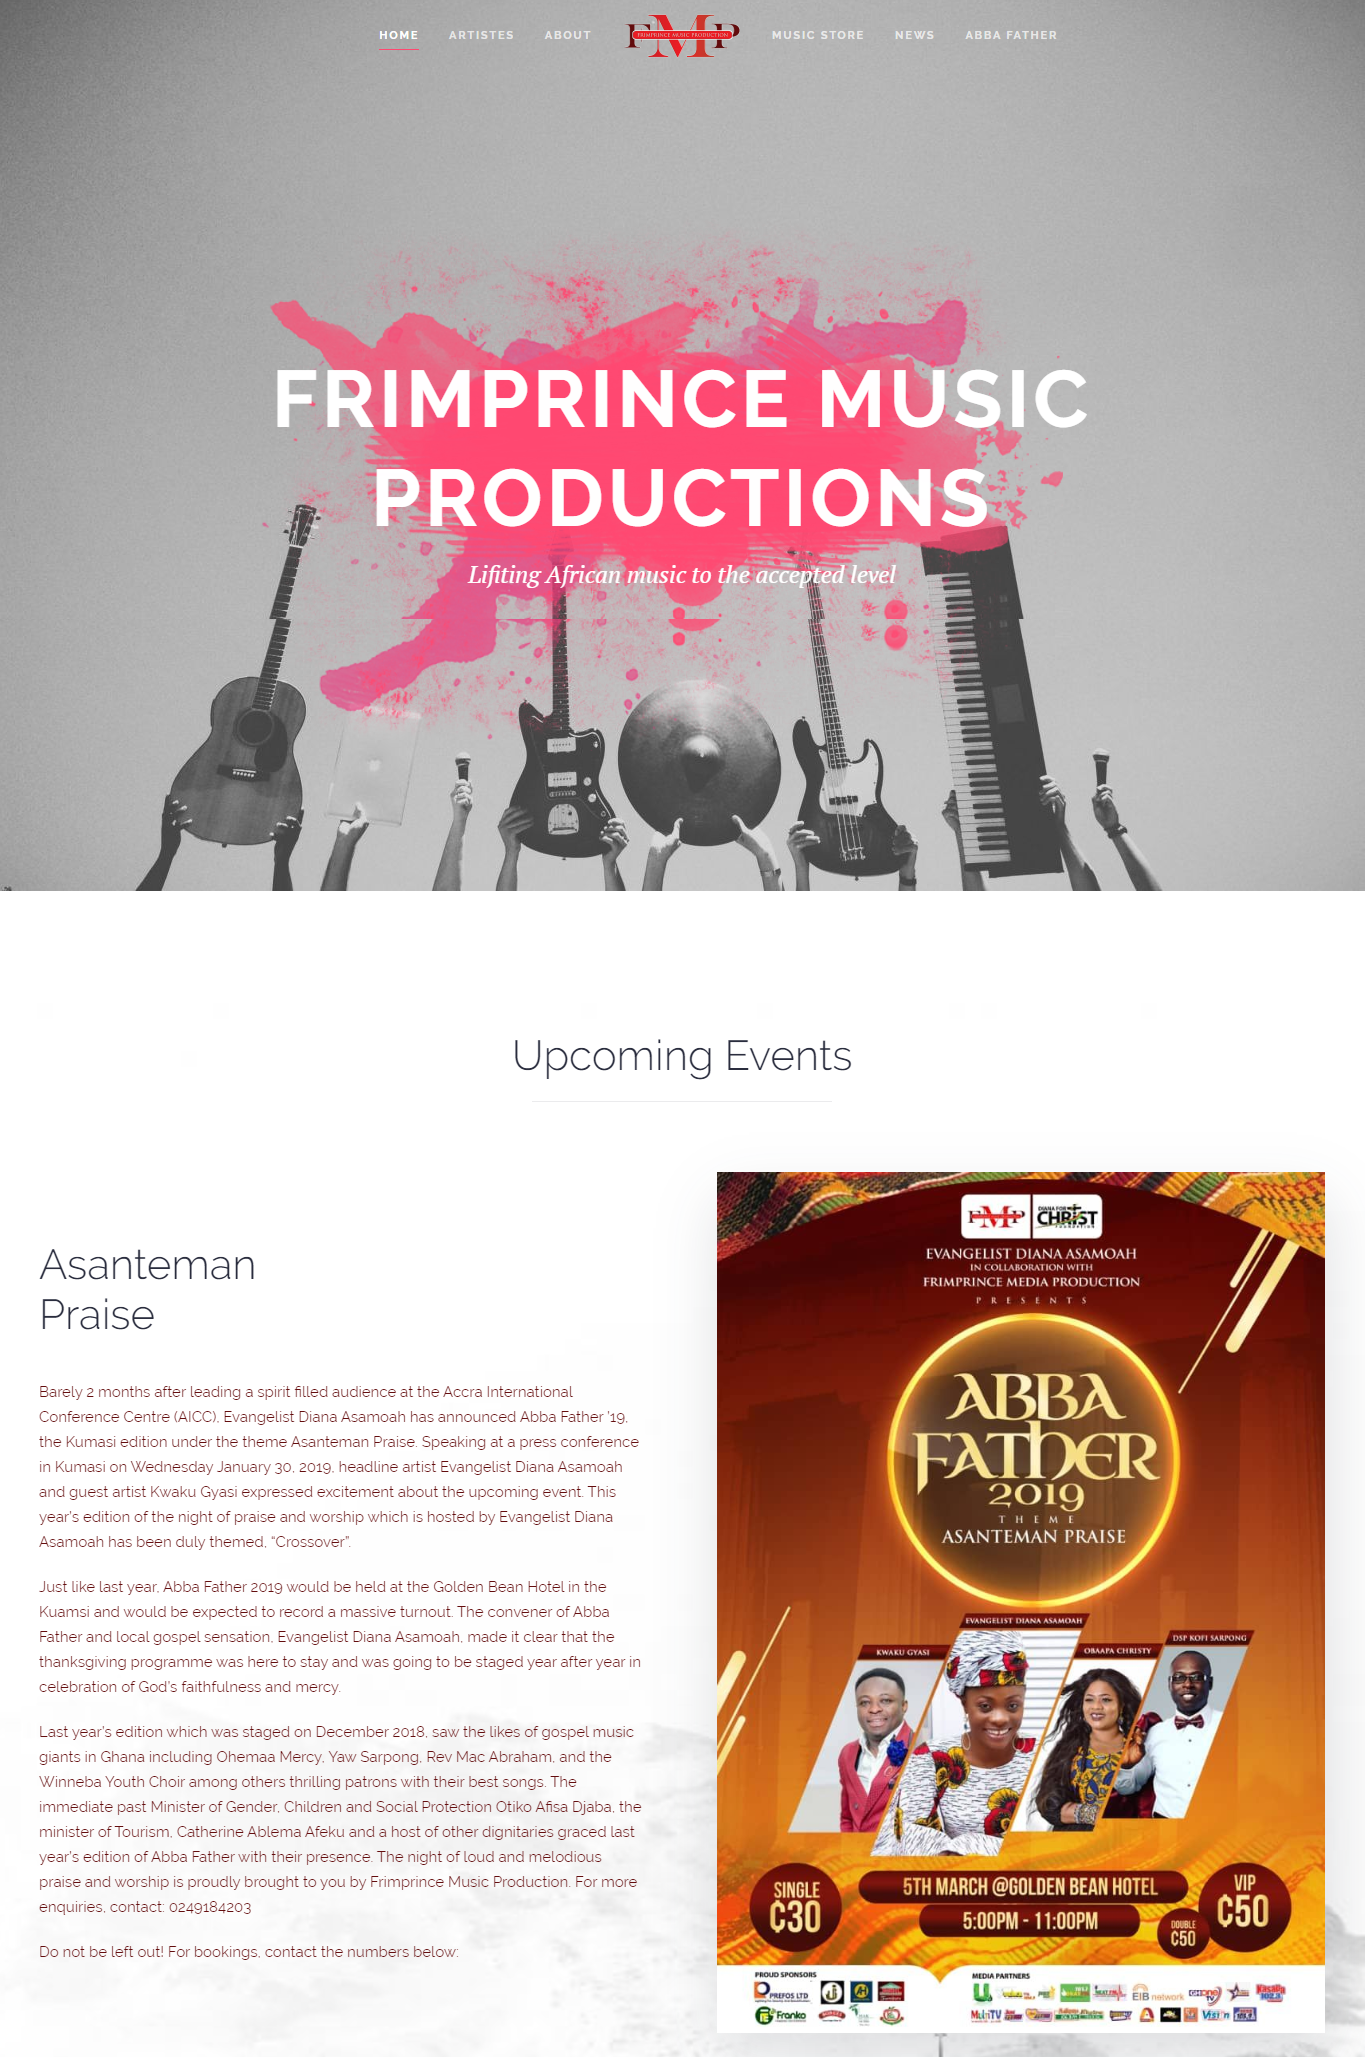 HOME
ARTISTES
ABOUT
FMP
FRIMPRINCE MUSIC PRODUCTION
MUSIC STORE
NEWS
ABBA FATHER
FRIMPRINCE MUSIC
PRODUCTIONS
Lifiting African music to the accepted level
Upcoming Events
Asanteman
Praise
Barely 2 months after leading a spirit filled audience at the Accra International
Conference Centre (AICC), Evangelist Diana Asamoah has announced Abba Father ’19,
the Kumasi edition under the theme Asanteman Praise. Speaking at a press conference
in Kumasi on Wednesday January 30, 2019, headline artist Evangelist Diana Asamoah
and guest artist Kwaku Gyasi expressed excitement about the upcoming event. This
year’s edition of the night of praise and worship which is hosted by Evangelist Diana
Asamoah has been duly themed, “Crossover”.
Just like last year, Abba Father 2019 would be held at the Golden Bean Hotel in the
Kuamsi and would be expected to record a massive turnout. The convener of Abba
Father and local gospel sensation, Evangelist Diana Asamoah, made it clear that the
thanksgiving programme was here to stay and was going to be staged year after year in
celebration of God’s faithfulness and mercy.
Last year’s edition which was staged on December 2018, saw the likes of gospel music
giants in Ghana including Ohemaa Mercy, Yaw Sarpong, Rev Mac Abraham, and the
Winneba Youth Choir among others thrilling patrons with their best songs. The
immediate past Minister of Gender, Children and Social Protection Otiko Afisa Djaba, the
minister of Tourism, Catherine Ablema Afeku and a host of other dignitaries graced last
year’s edition of Abba Father with their presence. The night of loud and melodious
praise and worship is proudly brought to you by Frimprince Music Production. For more
enquiries, contact: 0249184203
Do not be left out! For bookings, contact the numbers below:
FMP
DIANA FOR
CHRIST
FOUNDATION
EVANGELIST DIANA ASAMOAH
IN COLLABORATION WITH
FRIMPRINCE MEDIA PRODUCTION
PRESENTS
ABBA
FATHER
2019
THEME
ASANTEMAN PRAISE
EVANGELIST DIANA ASAMOAH
KWAKU GYASI
OBAAPA CHRISTY
DSP KOFI SARPONG
SINGLE
₵30
5TH MARCH @GOLDEN BEAN HOTEL
5:00PM - 11:00PM
DOUBLE
₵50
VIP
₵50
PROUD SPONSORS
PREFOS LTD
Franko
MEDIA PARTNERS
EIB network
GHOne TV
Kasapa
102.5
MultiTV
VISION